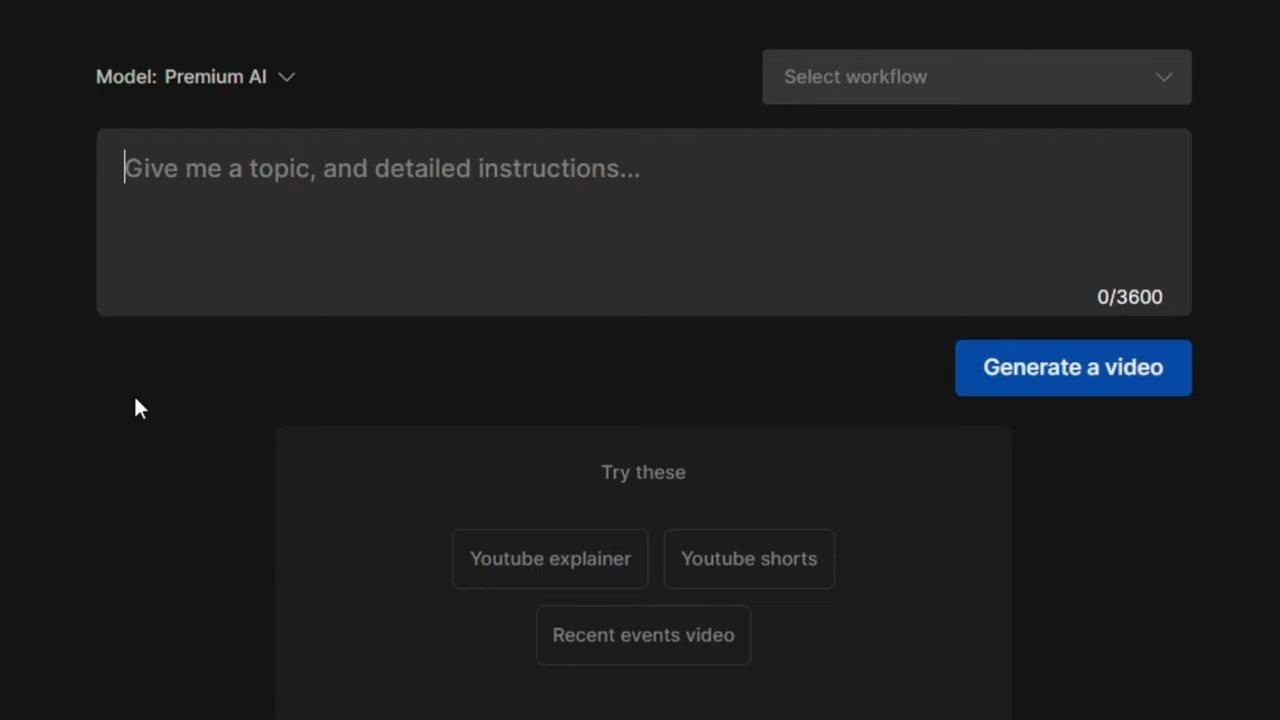 Model: Premium AI
Select workflow
Give me a topic, and detailed instructions...
0/3600
Generate a video
Try these
Youtube explainer
Youtube shorts
Recent events video